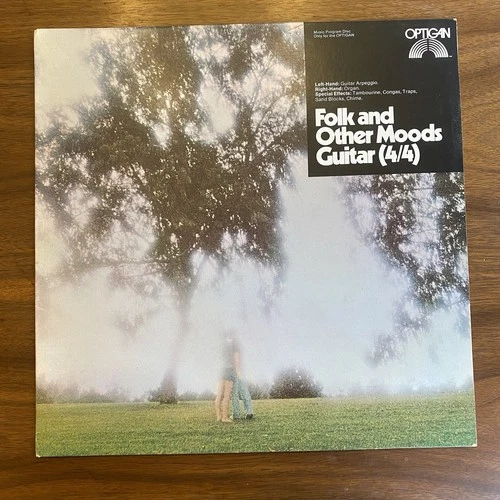 Music Program Disc
Only for the OPTIGAN
OPTIGAN
Left-Hand: Guitar Arpeggio.
Right-Hand: Organ.
Special Effects: Tambourine, Congas, Traps,
Sand Blocks, Chime.
Folk and
Other Moods
Guitar (4/4)